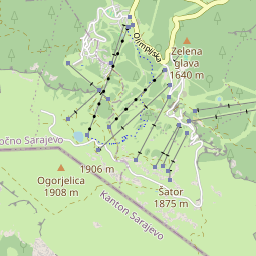 Olimpijska
Zelena
glava
1640 m
očno Sarajevo
1906 m
Ogorjelica
1908 m
Šator
1875 m
Kanton Sarajevo